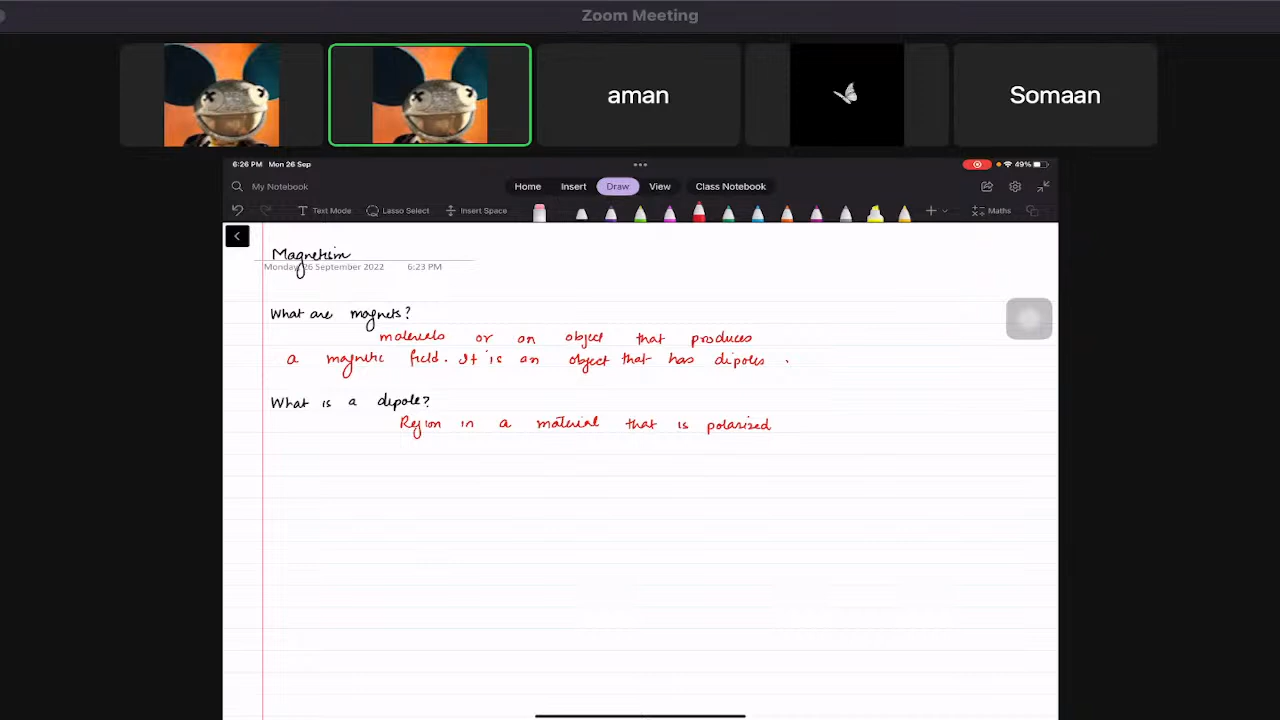 Zoom Meeting
aman
Somaan
6:26 PM Mon 26 Sep
49%
My Notebook
Home Insert Draw View Class Notebook
Text Mode Lasso Select Insert Space Maths
Magnetism
Monday, 26 September 2022 6:23 PM
What are magnets?
materials or an object that produces
a magnetic field. It is an object that has dipoles .
What is a dipole?
Region in a material that is polarized